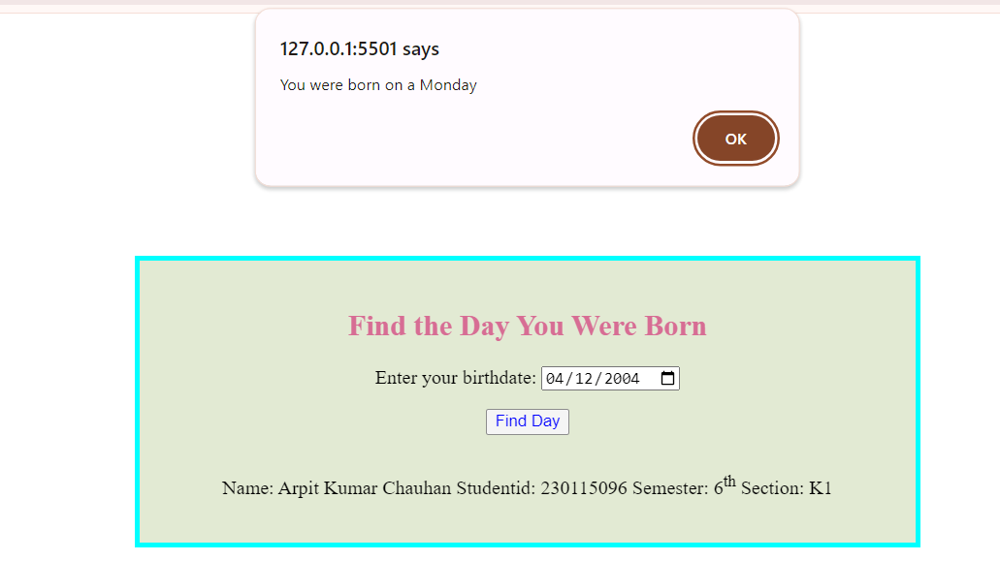 127.0.0.1:5501 says
You were born on a Monday
OK
Find the Day You Were Born
Enter your birthdate: 04/12/2004
Find Day
Name: Arpit Kumar Chauhan Studentid: 230115096 Semester: 6th Section: K1